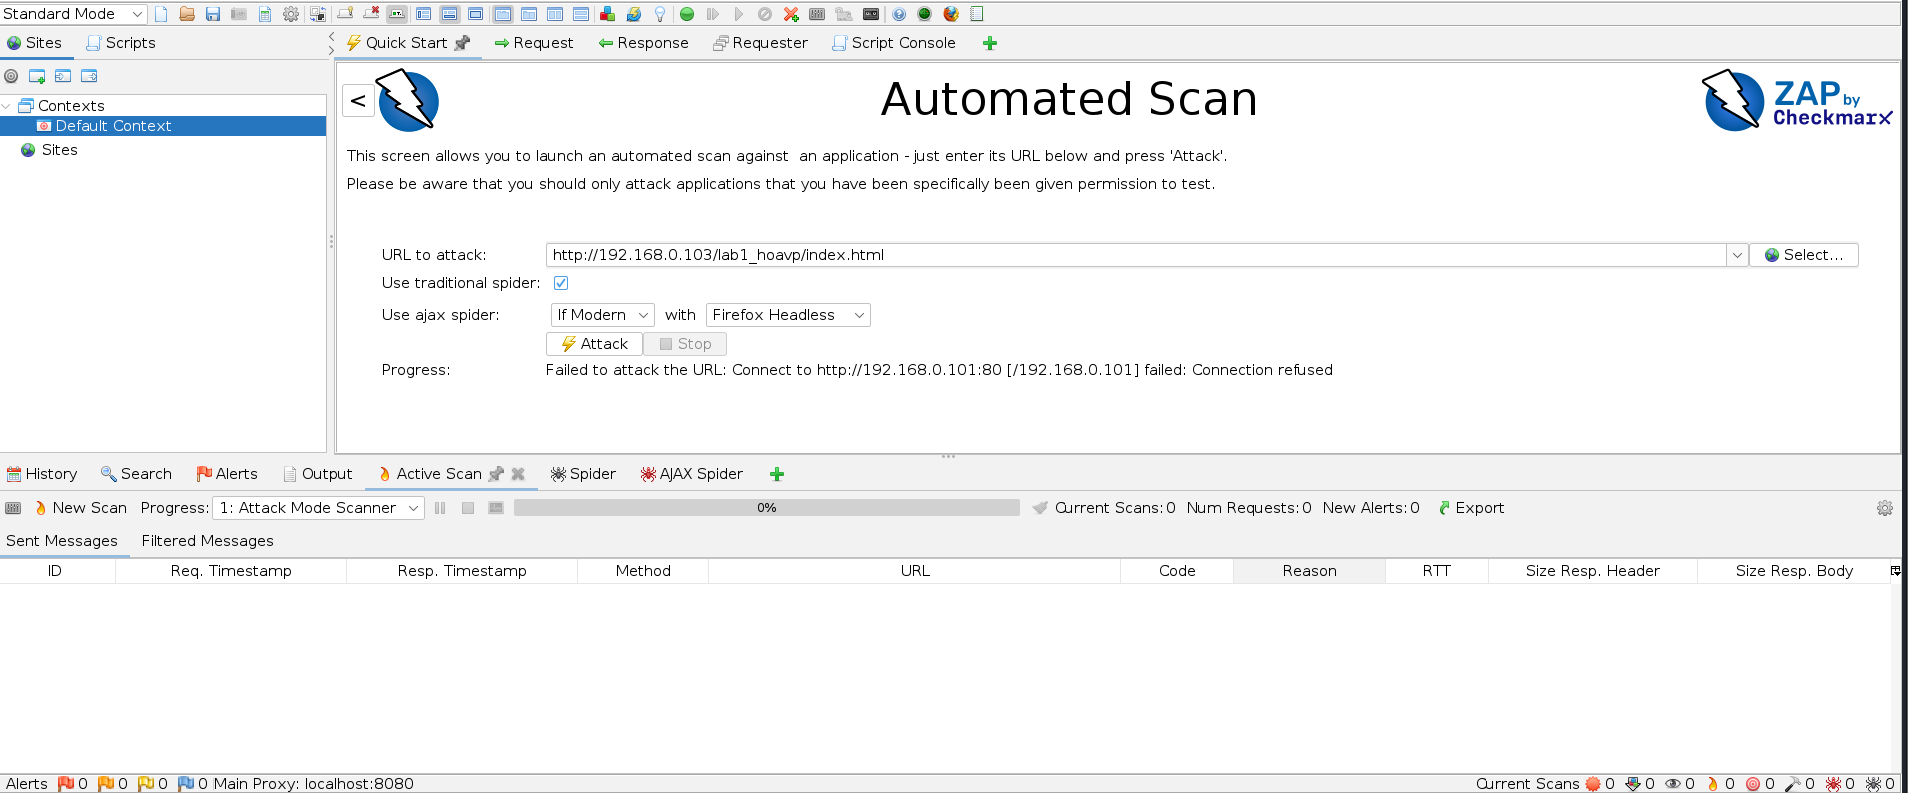 Standard Mode
Sites Scripts
Quick Start Request Response Requester Script Console
Contexts
Default Context
Sites
<
Automated Scan
ZAP by
Checkmarx
This screen allows you to launch an automated scan against  an application - just enter its URL below and press 'Attack'.
Please be aware that you should only attack applications that you have been specifically been given permission to test.
URL to attack: http://192.168.0.103/lab1_hoavp/index.html Select...
Use traditional spider:
Use ajax spider: If Modern with Firefox Headless
Attack Stop
Progress: Failed to attack the URL: Connect to http://192.168.0.101:80 [/192.168.0.101] failed: Connection refused
History Search Alerts Output Active Scan Spider AJAX Spider
New Scan Progress: 1: Attack Mode Scanner 0% Current Scans: 0 Num Requests: 0 New Alerts: 0 Export
Sent Messages Filtered Messages
ID Req. Timestamp Resp. Timestamp Method URL Code Reason RTT Size Resp. Header Size Resp. Body
Alerts 0 0 0 0 Main Proxy: localhost:8080 Current Scans 0 0 0 0 0 0 0 0